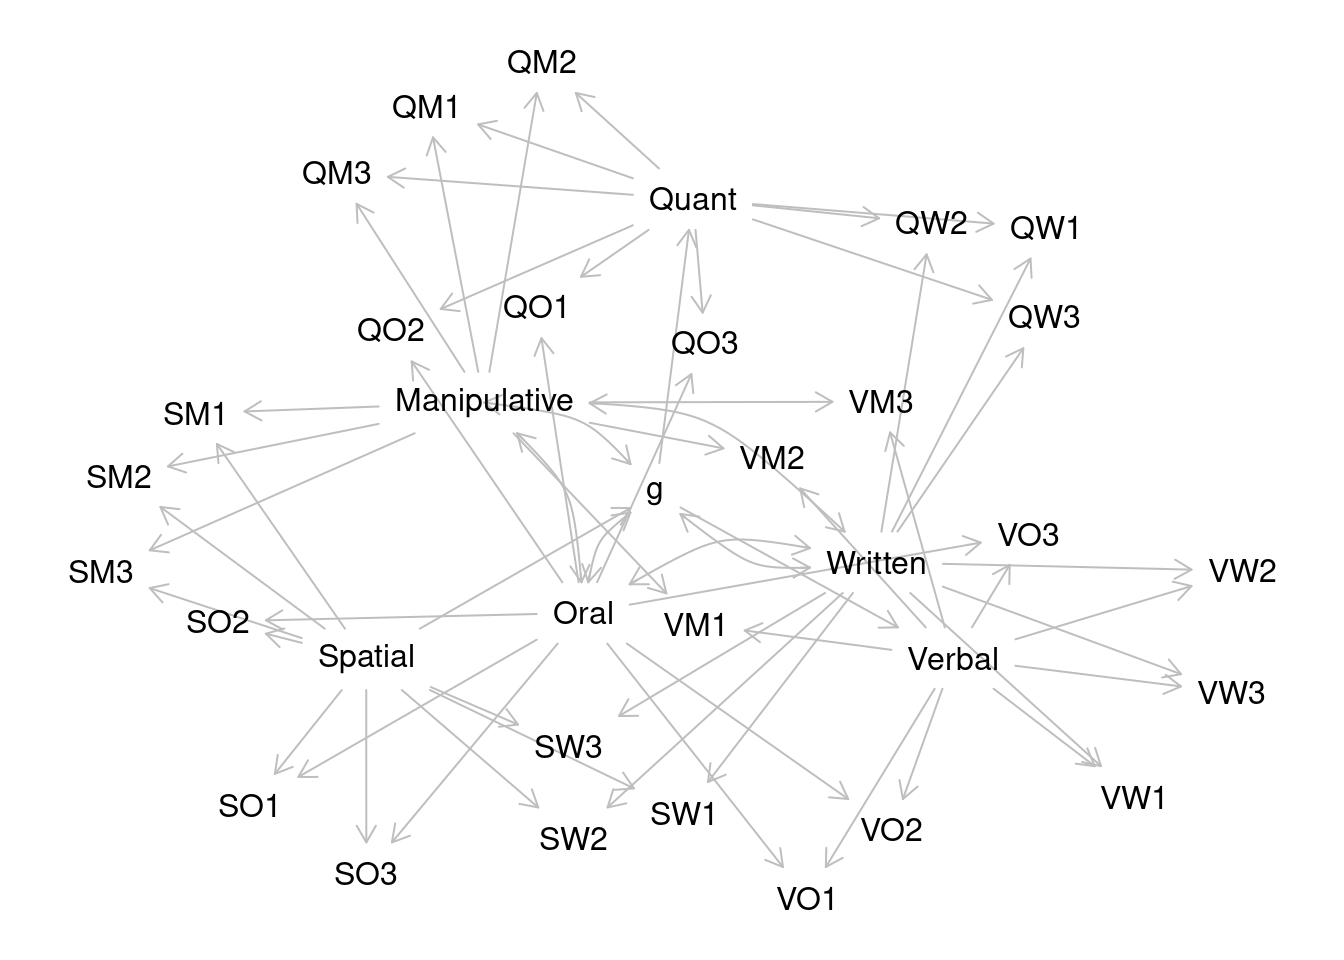 QM2
QM1
QM3
Quant
QW2
QW1
QO1
QW3
QO2
QO3
Manipulative
VM3
SM1
VM2
SM2
g
VO3
Written
SM3
VW2
Oral
SO2
VM1
Spatial
Verbal
VW3
SW3
VW1
SO1
SW1
VO2
SW2
SO3
VO1